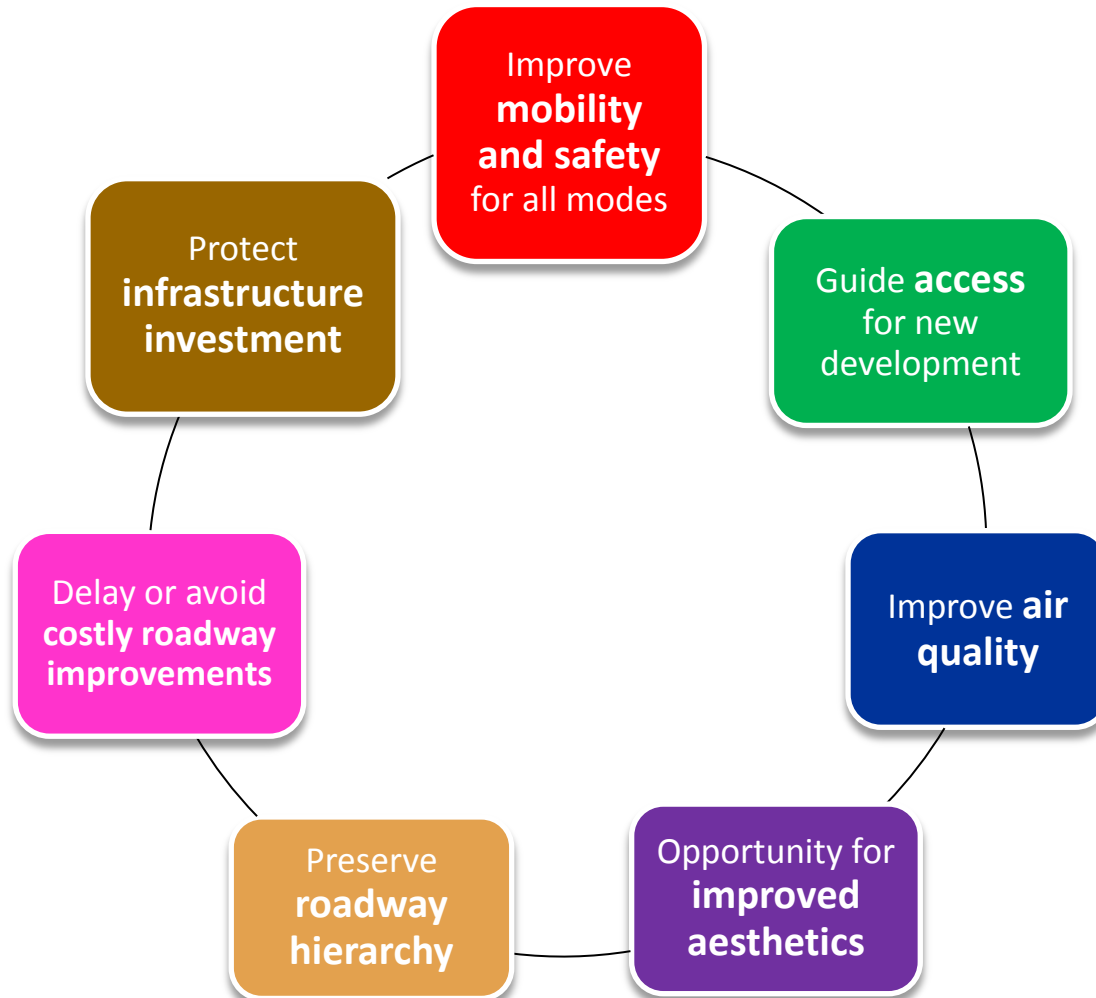 Improve
mobility
and safety
for all modes
Guide access
for new
development
Improve air
quality
Opportunity for
improved
aesthetics
Preserve
roadway
hierarchy
Delay or avoid
costly roadway
improvements
Protect
infrastructure
investment